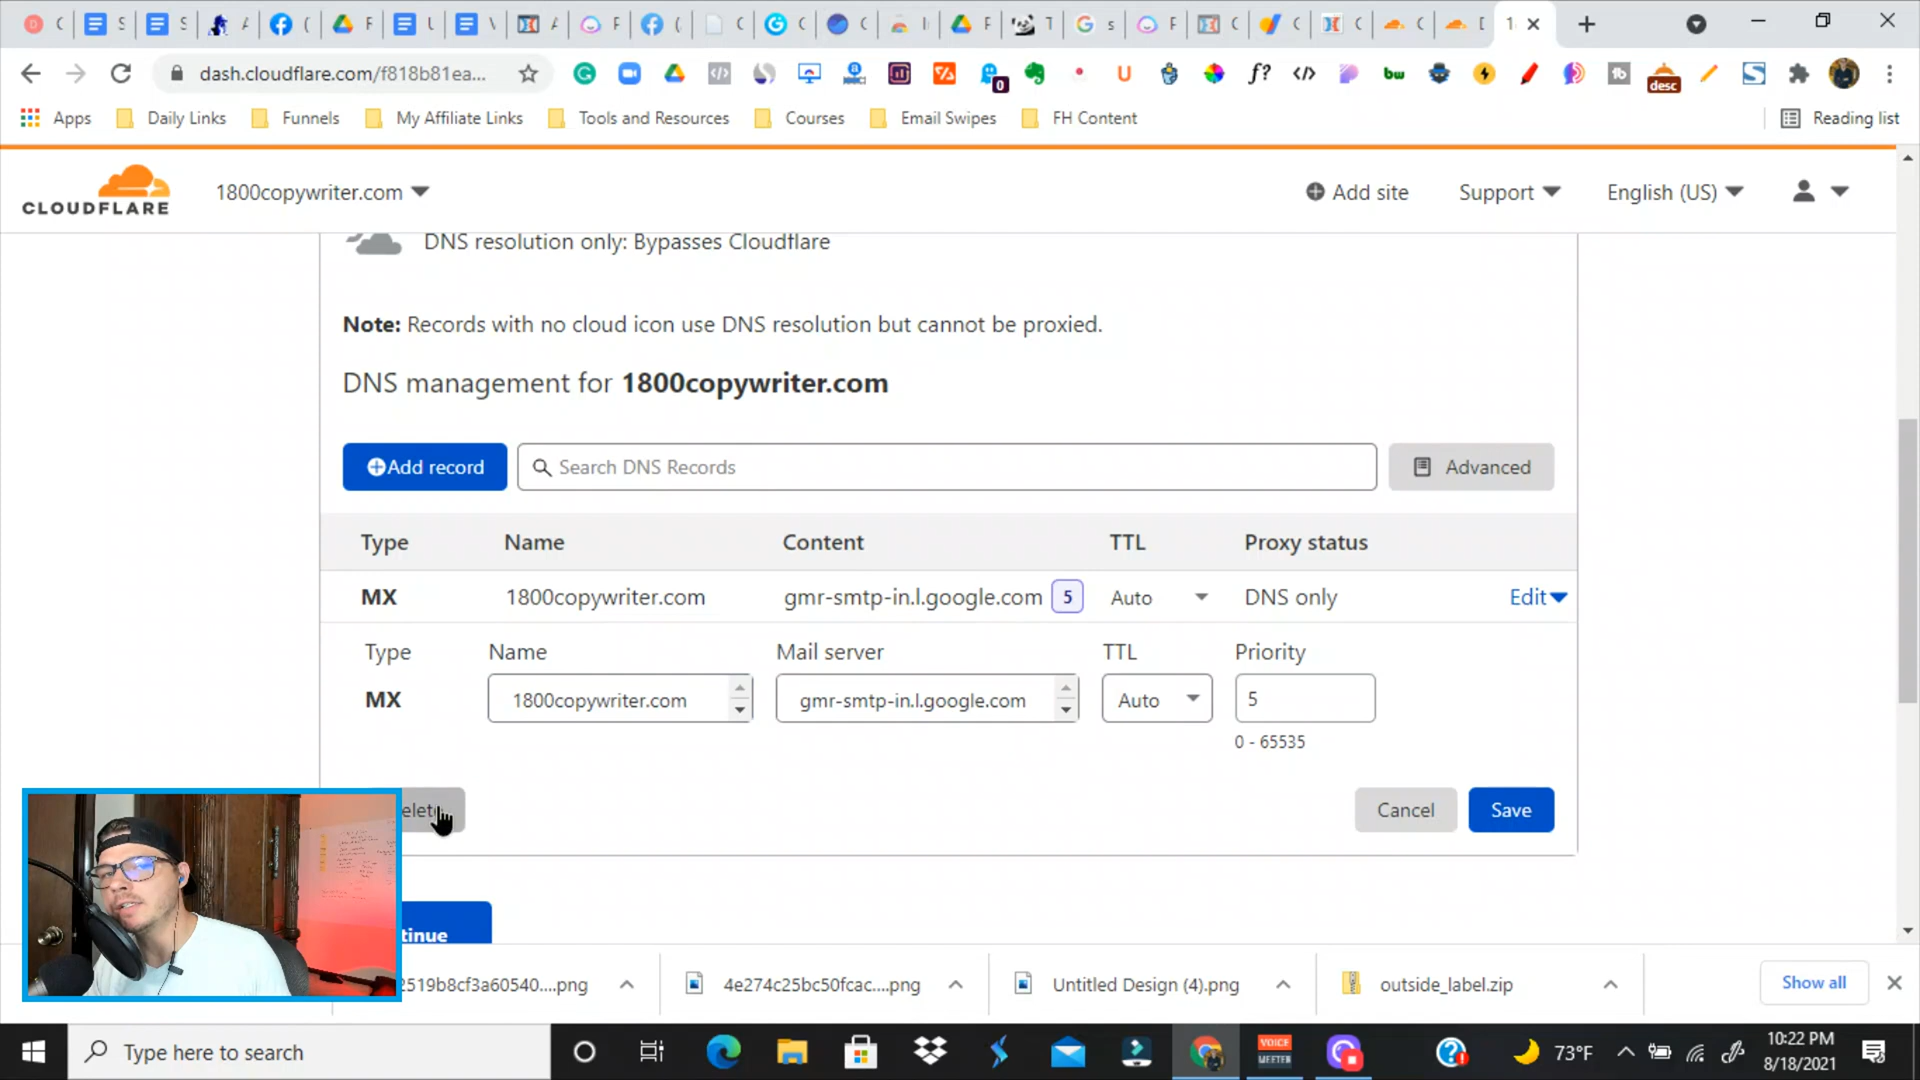 dash.cloudflare.com/f818b81ea...
Apps
Daily Links
Funnels
My Affiliate Links
Tools and Resources
Courses
Email Swipes
FH Content
Reading list
CLOUDFLARE
1800copywriter.com
Add site
Support
English (US)
DNS resolution only: Bypasses Cloudflare
Note: Records with no cloud icon use DNS resolution but cannot be proxied.
DNS management for 1800copywriter.com
Add record
Search DNS Records
Advanced
Type Name Content TTL Proxy status
MX 1800copywriter.com gmr-smtp-in.l.google.com 5 Auto DNS only Edit
Type Name Mail server TTL Priority
MX 1800copywriter.com gmr-smtp-in.l.google.com Auto 5
0 - 65535
Cancel
Save
2519b8cf3a60540....png
4e274c25bc50fcac....png
Untitled Design (4).png
outside_label.zip
Show all
Type here to search
VOICE
MEETER
73°F
10:22 PM
8/18/2021